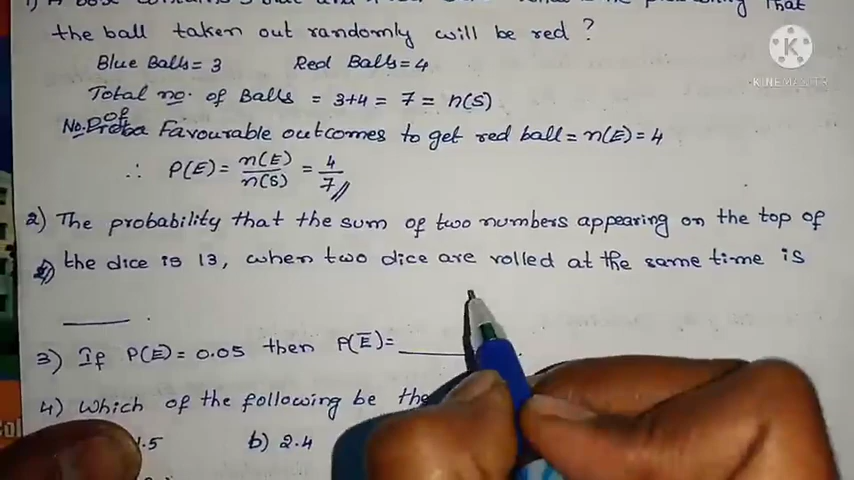 the ball taken out randomly will be red ?
Blue Balls = 3 Red Balls = 4
Total no. of Balls = 3+4 = 7 = n(S)
No. of Favourable outcomes to get red ball = n(E) = 4
∴ P(E) = n(E)/n(S) = 4/7
2) The probability that the sum of two numbers appearing on the top of
the dice is 13, when two dice are rolled at the same time is
______ .
3) If P(E) = 0.05 then P(E̅) = ______
4) Which of the following be the
.5 b) 2.4
K
KINEMASTER